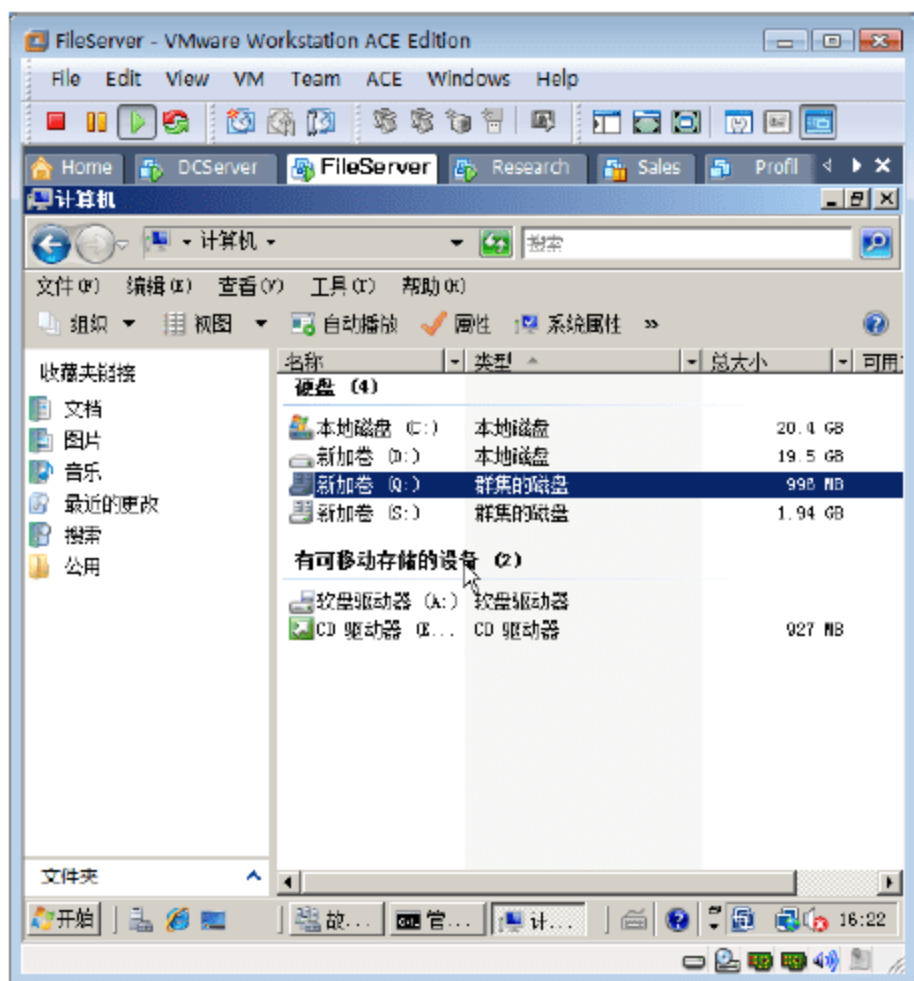 FileServer - VMware Workstation ACE Edition
File Edit View VM Team ACE Windows Help
Home DCServer FileServer Research Sales Profil
计算机
计算机
搜索
文件(F) 编辑(E) 查看(V) 工具(T) 帮助(H)
组织 视图 自动播放 属性 系统属性 »
收藏夹链接
文档
图片
音乐
最近的更改
搜索
公用
文件夹
名称 类型 总大小 可用
硬盘 (4)
本地磁盘 (C:) 本地磁盘 20.4 GB
新加卷 (D:) 本地磁盘 19.5 GB
新加卷 (Q:) 群集的磁盘 998 MB
新加卷 (S:) 群集的磁盘 1.94 GB
有可移动存储的设备 (2)
软盘驱动器 (A:) 软盘驱动器
CD 驱动器 (E... CD 驱动器 927 MB
开始 故... 管... 计... 16:22